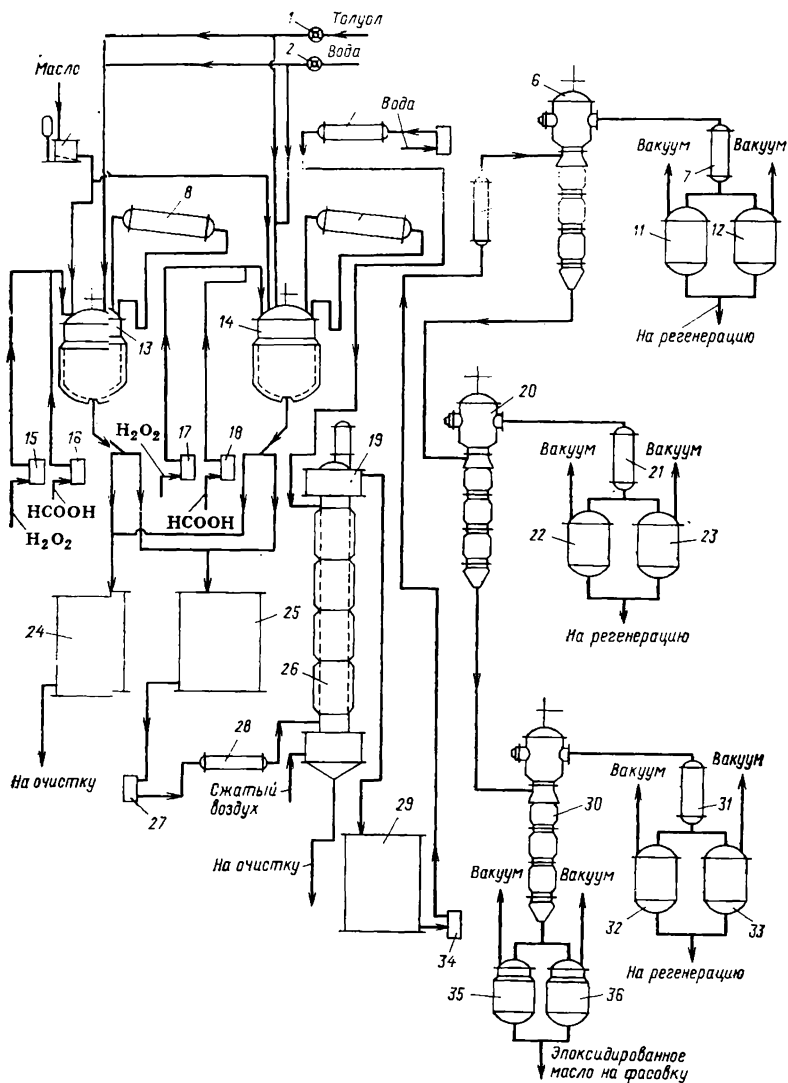 1
Толуол
2
Вода
Масло
Вода
6
Вакуум
Вакуум
7
8
11
12
На регенерацию
13
14
15
16
H₂O₂
17
18
HCOOH
HCOOH
H₂O₂
19
20
Вакуум
Вакуум
21
22
23
На регенерацию
24
25
26
28
На очистку
27
Сжатый
воздух
29
На очистку
30
Вакуум
Вакуум
31
32
33
На регенерацию
34
Вакуум
Вакуум
35
36
Эпоксидированное
масло на фасовку